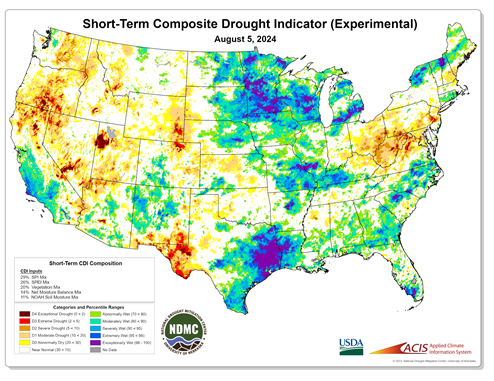 Short-Term Composite Drought Indicator (Experimental)
August 5, 2024
Short-Term CDI Composition
CDI Inputs
29% SPI Mix
26% SPEI Mix
20% Vegetation Mix
14% Net Moisture Balance Mix
11% NOAH Soil Moisture Mix
Categories and Percentile Ranges
D4 Exceptional Drought (0 < 2)
D3 Extreme Drought (2 < 5)
D2 Severe Drought (5 < 10)
D1 Moderate Drought (10 < 20)
D0 Abnormally Dry (20 < 30)
Near Normal (30 < 70)
Abnormally Wet (70 < 80)
Moderately Wet (80 < 90)
Severely Wet (90 < 95)
Extremely Wet (95 < 98)
Exceptionally Wet (98 - 100)
No Data
NDMC
USDA
ACIS Applied Climate
Information System